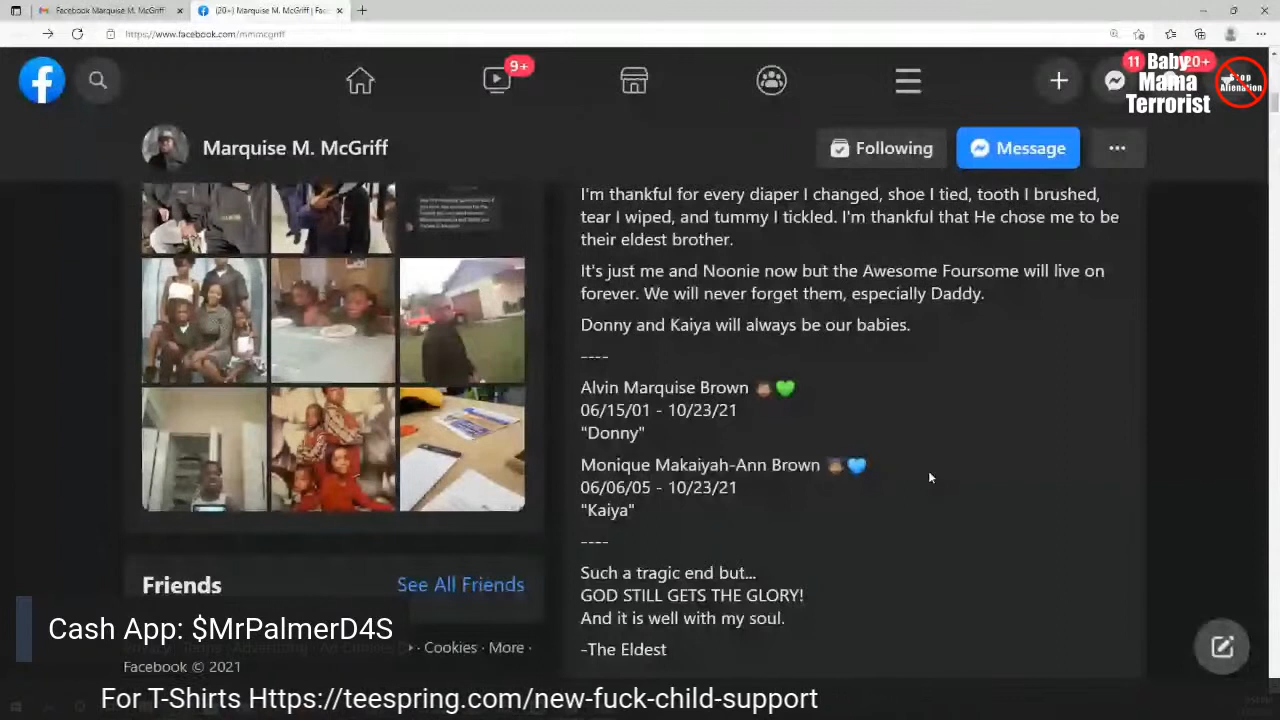 Facebook Marquise M. McGriff
(20+) Marquise M. McGriff | Fac
https://www.facebook.com/mmmcgriff
9+
11
20+
Baby
Mama
Terrorist
Stop
Alienation
Marquise M. McGriff
Following
Message
I'm thankful for every diaper I changed, shoe I tied, tooth I brushed,
tear I wiped, and tummy I tickled. I'm thankful that He chose me to be
their eldest brother.
It's just me and Noonie now but the Awesome Foursome will live on
forever. We will never forget them, especially Daddy.
Donny and Kaiya will always be our babies.
----
Alvin Marquise Brown
06/15/01 - 10/23/21
"Donny"
Monique Makaiyah-Ann Brown
06/06/05 - 10/23/21
"Kaiya"
----
Such a tragic end but...
GOD STILL GETS THE GLORY!
And it is well with my soul.
-The Eldest
Friends
See All Friends
Cash App: $MrPalmerD4S
Privacy · Terms · Advertising · Ad Choices · Cookies · More ·
Facebook © 2021
For T-Shirts Https://teespring.com/new-fuck-child-support